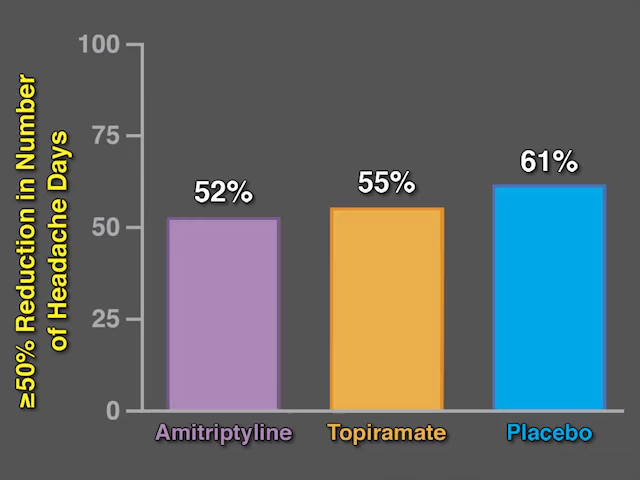 ≥50% Reduction in Number
of Headache Days
100
75
50
25
0
52%
55%
61%
Amitriptyline
Topiramate
Placebo